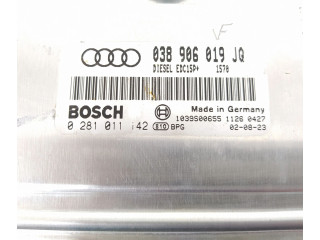 VF
038 906 019 JQ
DIESEL EDC15P+ 1570
BOSCH
Made in Germany
1039S00655 1126 0427
0 281 011 142 E10 BPG 02-08-23